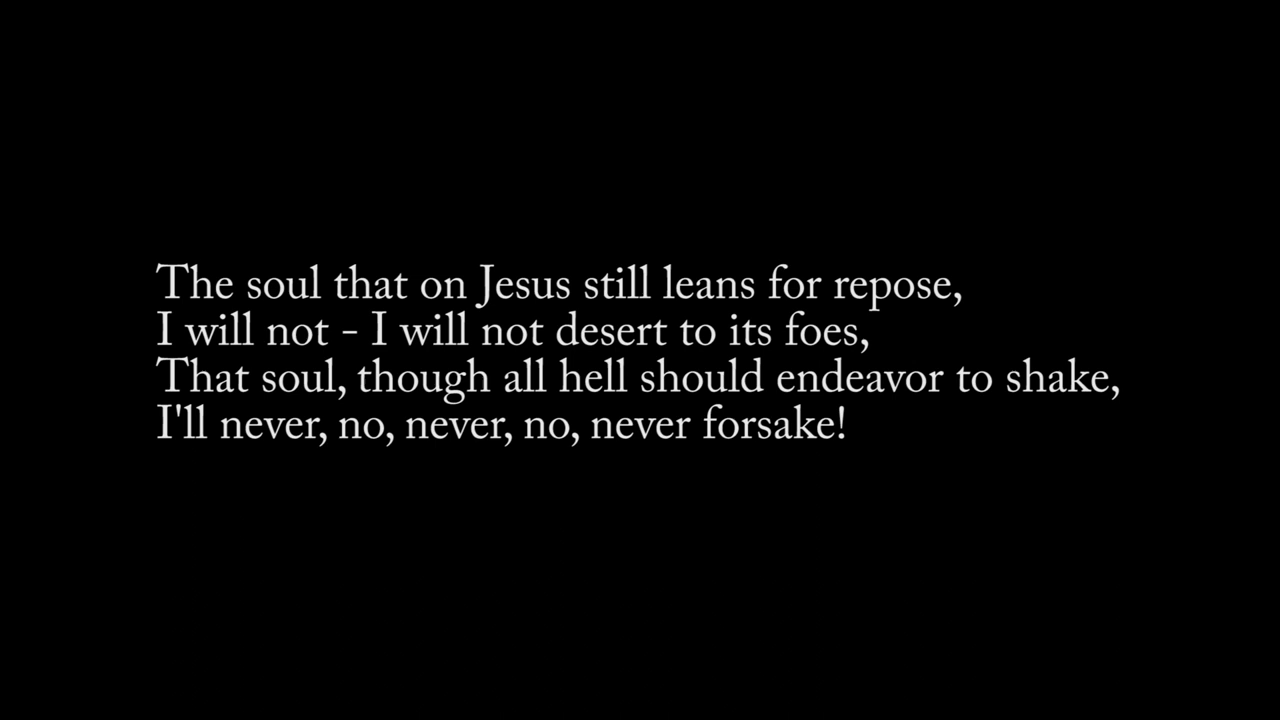 The soul that on Jesus still leans for repose,
I will not - I will not desert to its foes,
That soul, though all hell should endeavor to shake,
I'll never, no, never, no, never forsake!